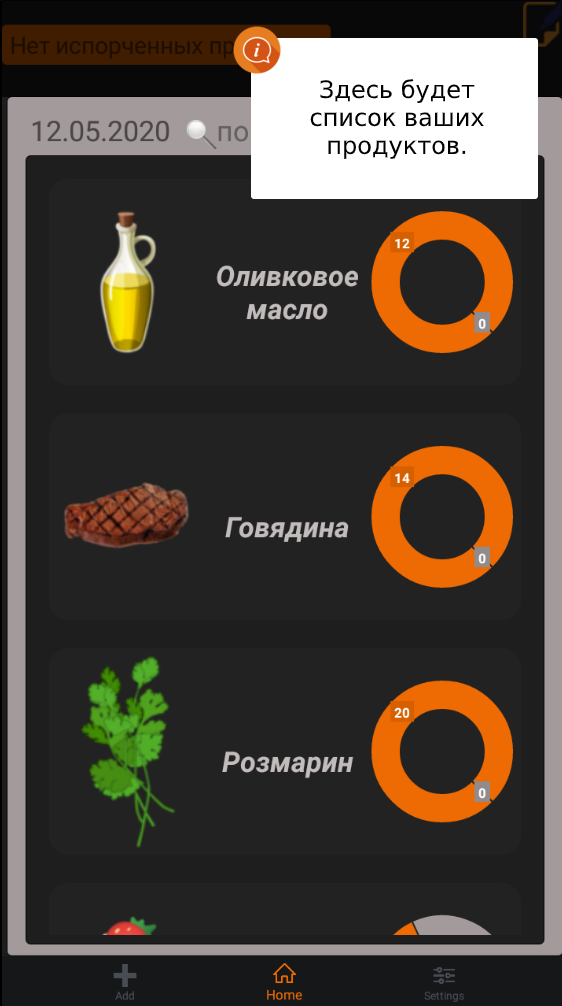 Нет испорченных пр
Здесь будет
список ваших
продуктов.
12.05.2020 по
12
Оливковое
масло
0
14
Говядина
0
20
Розмарин
0
Add
Home
Settings